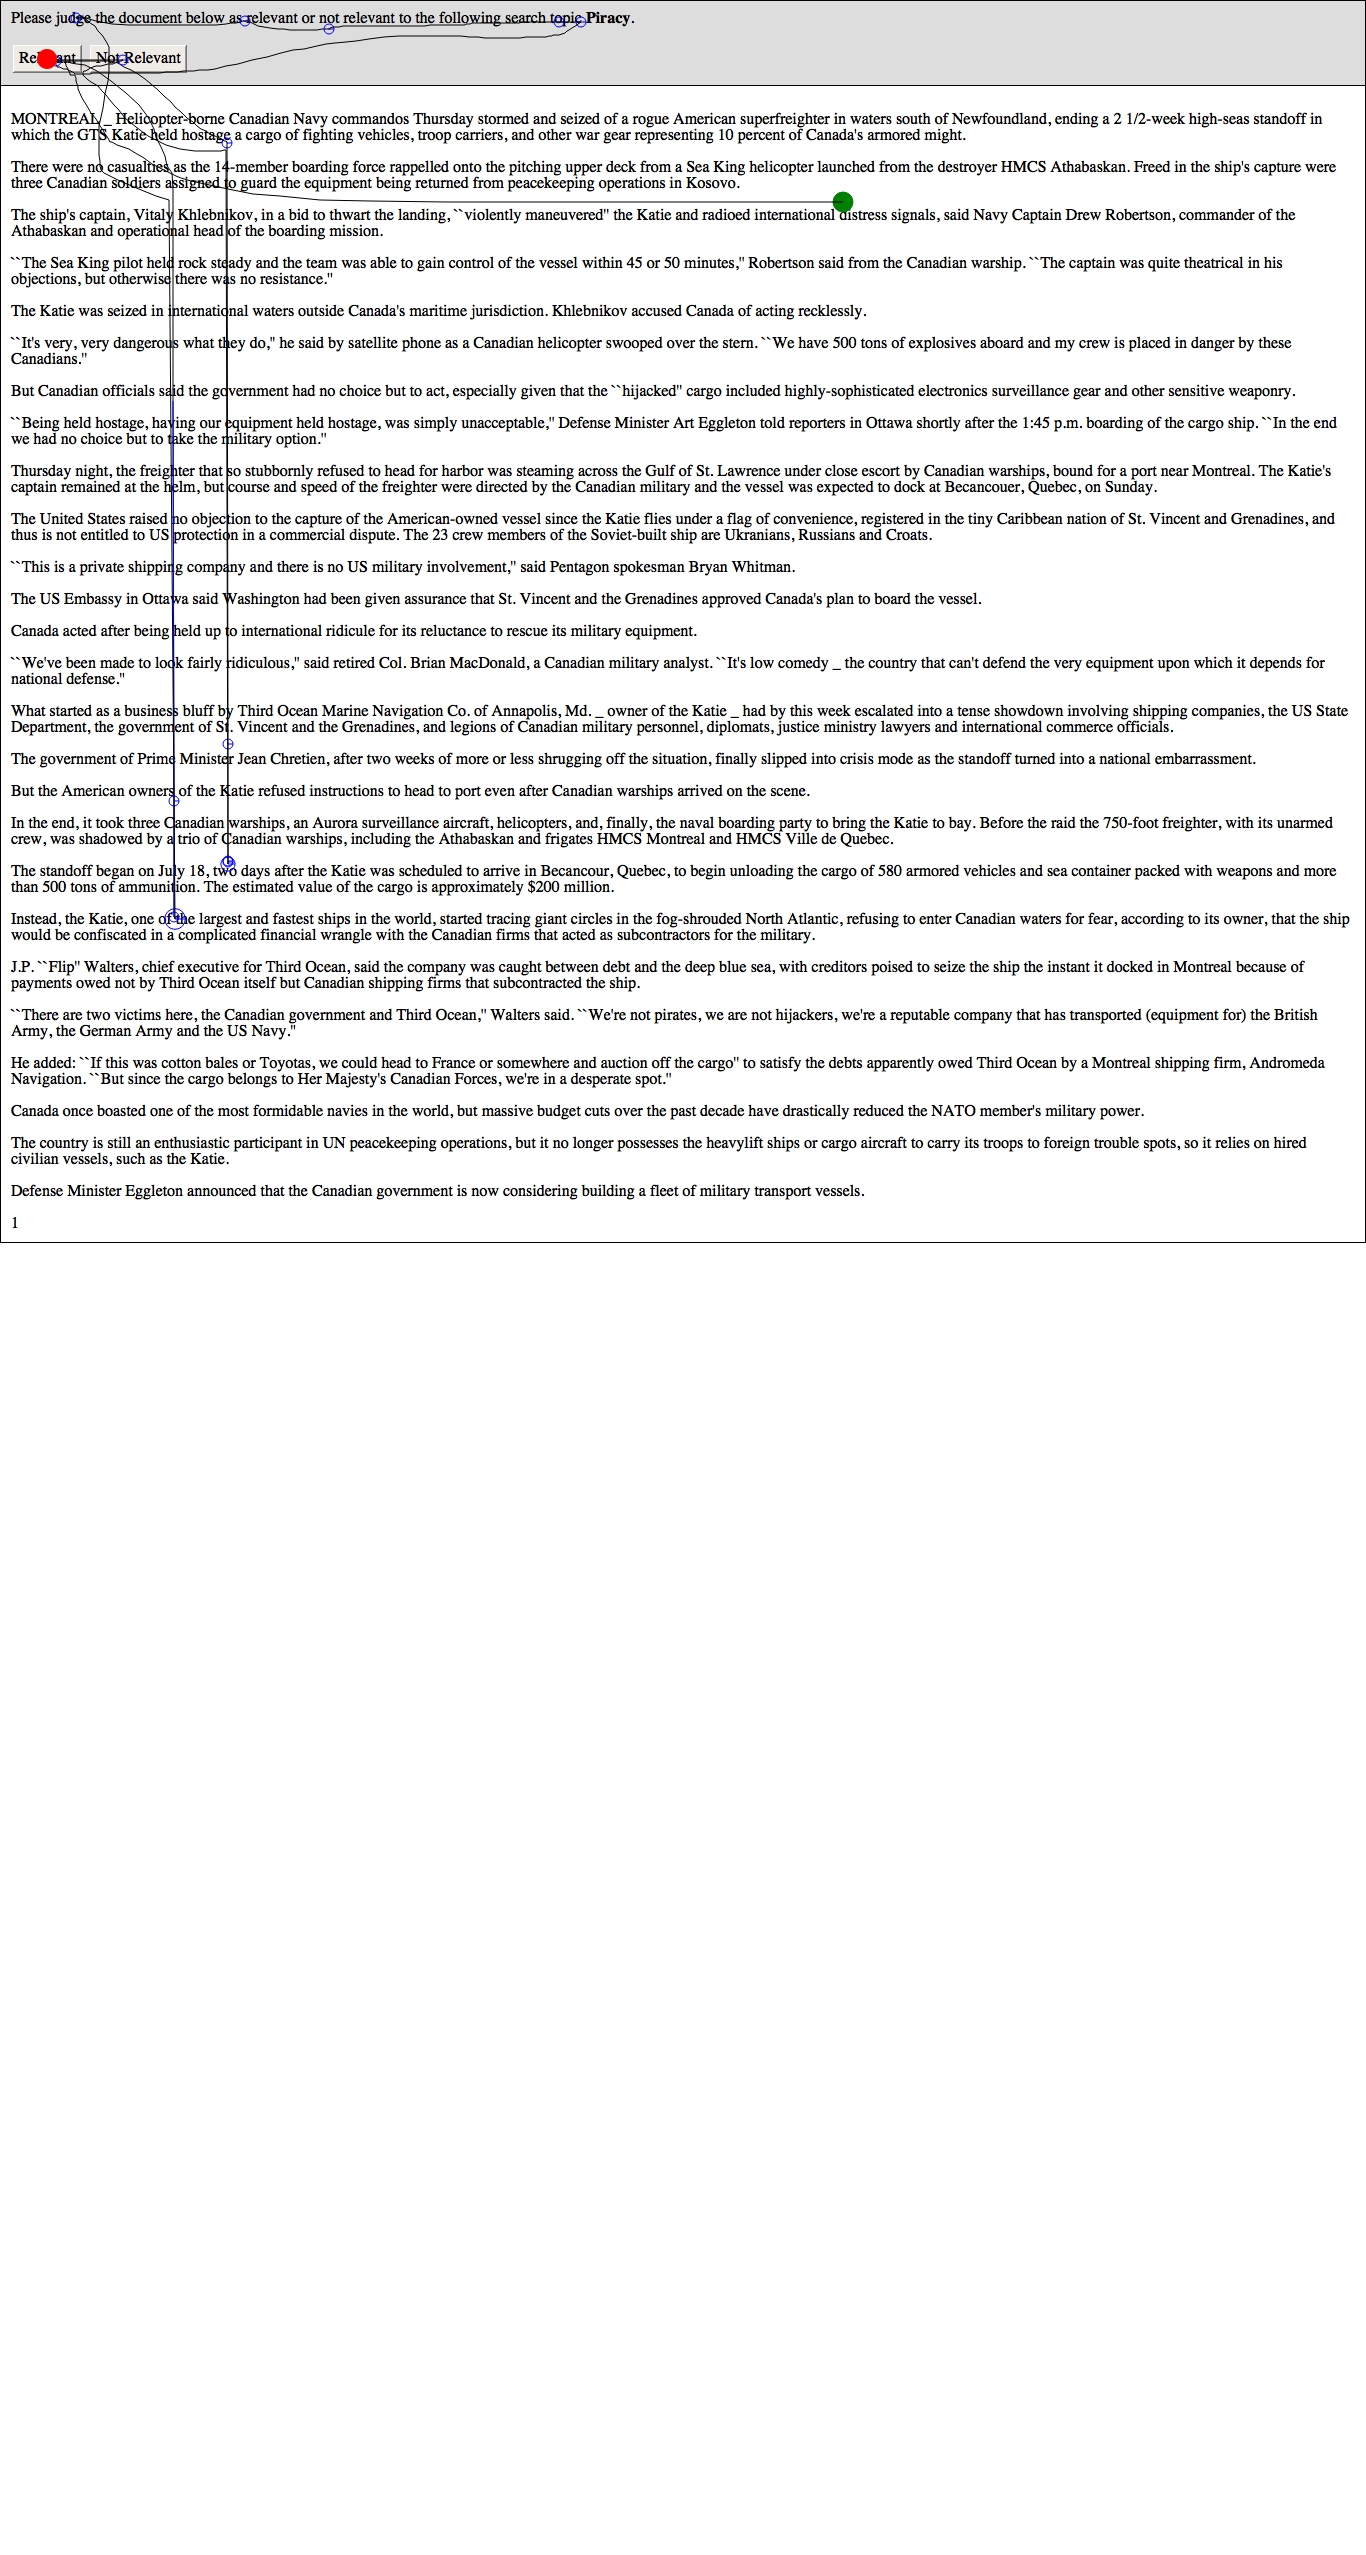 Please judge the document below as relevant or not relevant to the following search topic Piracy.
Relevant Not Relevant
MONTREAL _ Helicopter-borne Canadian Navy commandos Thursday stormed and seized of a rogue American superfreighter in waters south of Newfoundland, ending a 2 1/2-week high-seas standoff in
which the GTS Katie held hostage a cargo of fighting vehicles, troop carriers, and other war gear representing 10 percent of Canada's armored might.
There were no casualties as the 14-member boarding force rappelled onto the pitching upper deck from a Sea King helicopter launched from the destroyer HMCS Athabaskan. Freed in the ship's capture were
three Canadian soldiers assigned to guard the equipment being returned from peacekeeping operations in Kosovo.
The ship's captain, Vitaly Khlebnikov, in a bid to thwart the landing, ``violently maneuvered'' the Katie and radioed international distress signals, said Navy Captain Drew Robertson, commander of the
Athabaskan and operational head of the boarding mission.
``The Sea King pilot held rock steady and the team was able to gain control of the vessel within 45 or 50 minutes,'' Robertson said from the Canadian warship. ``The captain was quite theatrical in his
objections, but otherwise there was no resistance.''
The Katie was seized in international waters outside Canada's maritime jurisdiction. Khlebnikov accused Canada of acting recklessly.
``It's very, very dangerous what they do,'' he said by satellite phone as a Canadian helicopter swooped over the stern. ``We have 500 tons of explosives aboard and my crew is placed in danger by these
Canadians.''
But Canadian officials said the government had no choice but to act, especially given that the ``hijacked'' cargo included highly-sophisticated electronics surveillance gear and other sensitive weaponry.
``Being held hostage, having our equipment held hostage, was simply unacceptable,'' Defense Minister Art Eggleton told reporters in Ottawa shortly after the 1:45 p.m. boarding of the cargo ship. ``In the end
we had no choice but to take the military option.''
Thursday night, the freighter that so stubbornly refused to head for harbor was steaming across the Gulf of St. Lawrence under close escort by Canadian warships, bound for a port near Montreal. The Katie's
captain remained at the helm, but course and speed of the freighter were directed by the Canadian military and the vessel was expected to dock at Becancouer, Quebec, on Sunday.
The United States raised no objection to the capture of the American-owned vessel since the Katie flies under a flag of convenience, registered in the tiny Caribbean nation of St. Vincent and Grenadines, and
thus is not entitled to US protection in a commercial dispute. The 23 crew members of the Soviet-built ship are Ukranians, Russians and Croats.
``This is a private shipping company and there is no US military involvement,'' said Pentagon spokesman Bryan Whitman.
The US Embassy in Ottawa said Washington had been given assurance that St. Vincent and the Grenadines approved Canada's plan to board the vessel.
Canada acted after being held up to international ridicule for its reluctance to rescue its military equipment.
``We've been made to look fairly ridiculous,'' said retired Col. Brian MacDonald, a Canadian military analyst. ``It's low comedy _ the country that can't defend the very equipment upon which it depends for
national defense.''
What started as a business bluff by Third Ocean Marine Navigation Co. of Annapolis, Md. _ owner of the Katie _ had by this week escalated into a tense showdown involving shipping companies, the US State
Department, the government of St. Vincent and the Grenadines, and legions of Canadian military personnel, diplomats, justice ministry lawyers and international commerce officials.
The government of Prime Minister Jean Chretien, after two weeks of more or less shrugging off the situation, finally slipped into crisis mode as the standoff turned into a national embarrassment.
But the American owners of the Katie refused instructions to head to port even after Canadian warships arrived on the scene.
In the end, it took three Canadian warships, an Aurora surveillance aircraft, helicopters, and, finally, the naval boarding party to bring the Katie to bay. Before the raid the 750-foot freighter, with its unarmed
crew, was shadowed by a trio of Canadian warships, including the Athabaskan and frigates HMCS Montreal and HMCS Ville de Quebec.
The standoff began on July 18, two days after the Katie was scheduled to arrive in Becancour, Quebec, to begin unloading the cargo of 580 armored vehicles and sea container packed with weapons and more
than 500 tons of ammunition. The estimated value of the cargo is approximately $200 million.
Instead, the Katie, one of the largest and fastest ships in the world, started tracing giant circles in the fog-shrouded North Atlantic, refusing to enter Canadian waters for fear, according to its owner, that the ship
would be confiscated in a complicated financial wrangle with the Canadian firms that acted as subcontractors for the military.
J.P. ``Flip'' Walters, chief executive for Third Ocean, said the company was caught between debt and the deep blue sea, with creditors poised to seize the ship the instant it docked in Montreal because of
payments owed not by Third Ocean itself but Canadian shipping firms that subcontracted the ship.
``There are two victims here, the Canadian government and Third Ocean,'' Walters said. ``We're not pirates, we are not hijackers, we're a reputable company that has transported (equipment for) the British
Army, the German Army and the US Navy.''
He added: ``If this was cotton bales or Toyotas, we could head to France or somewhere and auction off the cargo'' to satisfy the debts apparently owed Third Ocean by a Montreal shipping firm, Andromeda
Navigation. ``But since the cargo belongs to Her Majesty's Canadian Forces, we're in a desperate spot.''
Canada once boasted one of the most formidable navies in the world, but massive budget cuts over the past decade have drastically reduced the NATO member's military power.
The country is still an enthusiastic participant in UN peacekeeping operations, but it no longer possesses the heavylift ships or cargo aircraft to carry its troops to foreign trouble spots, so it relies on hired
civilian vessels, such as the Katie.
Defense Minister Eggleton announced that the Canadian government is now considering building a fleet of military transport vessels.
1